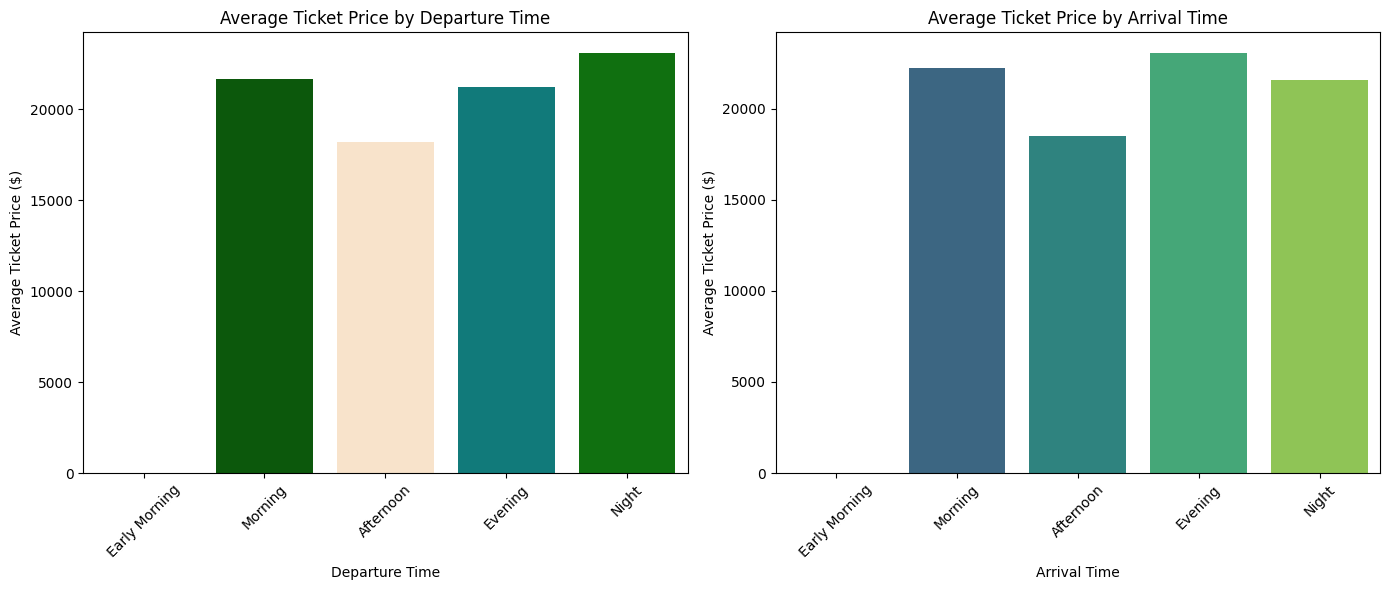 Average Ticket Price by Departure Time
Average Ticket Price ($)
20000
15000
10000
5000
0
Early Morning
Morning
Afternoon
Evening
Night
Departure Time
Average Ticket Price by Arrival Time
Average Ticket Price ($)
20000
15000
10000
5000
0
Early Morning
Morning
Afternoon
Evening
Night
Arrival Time